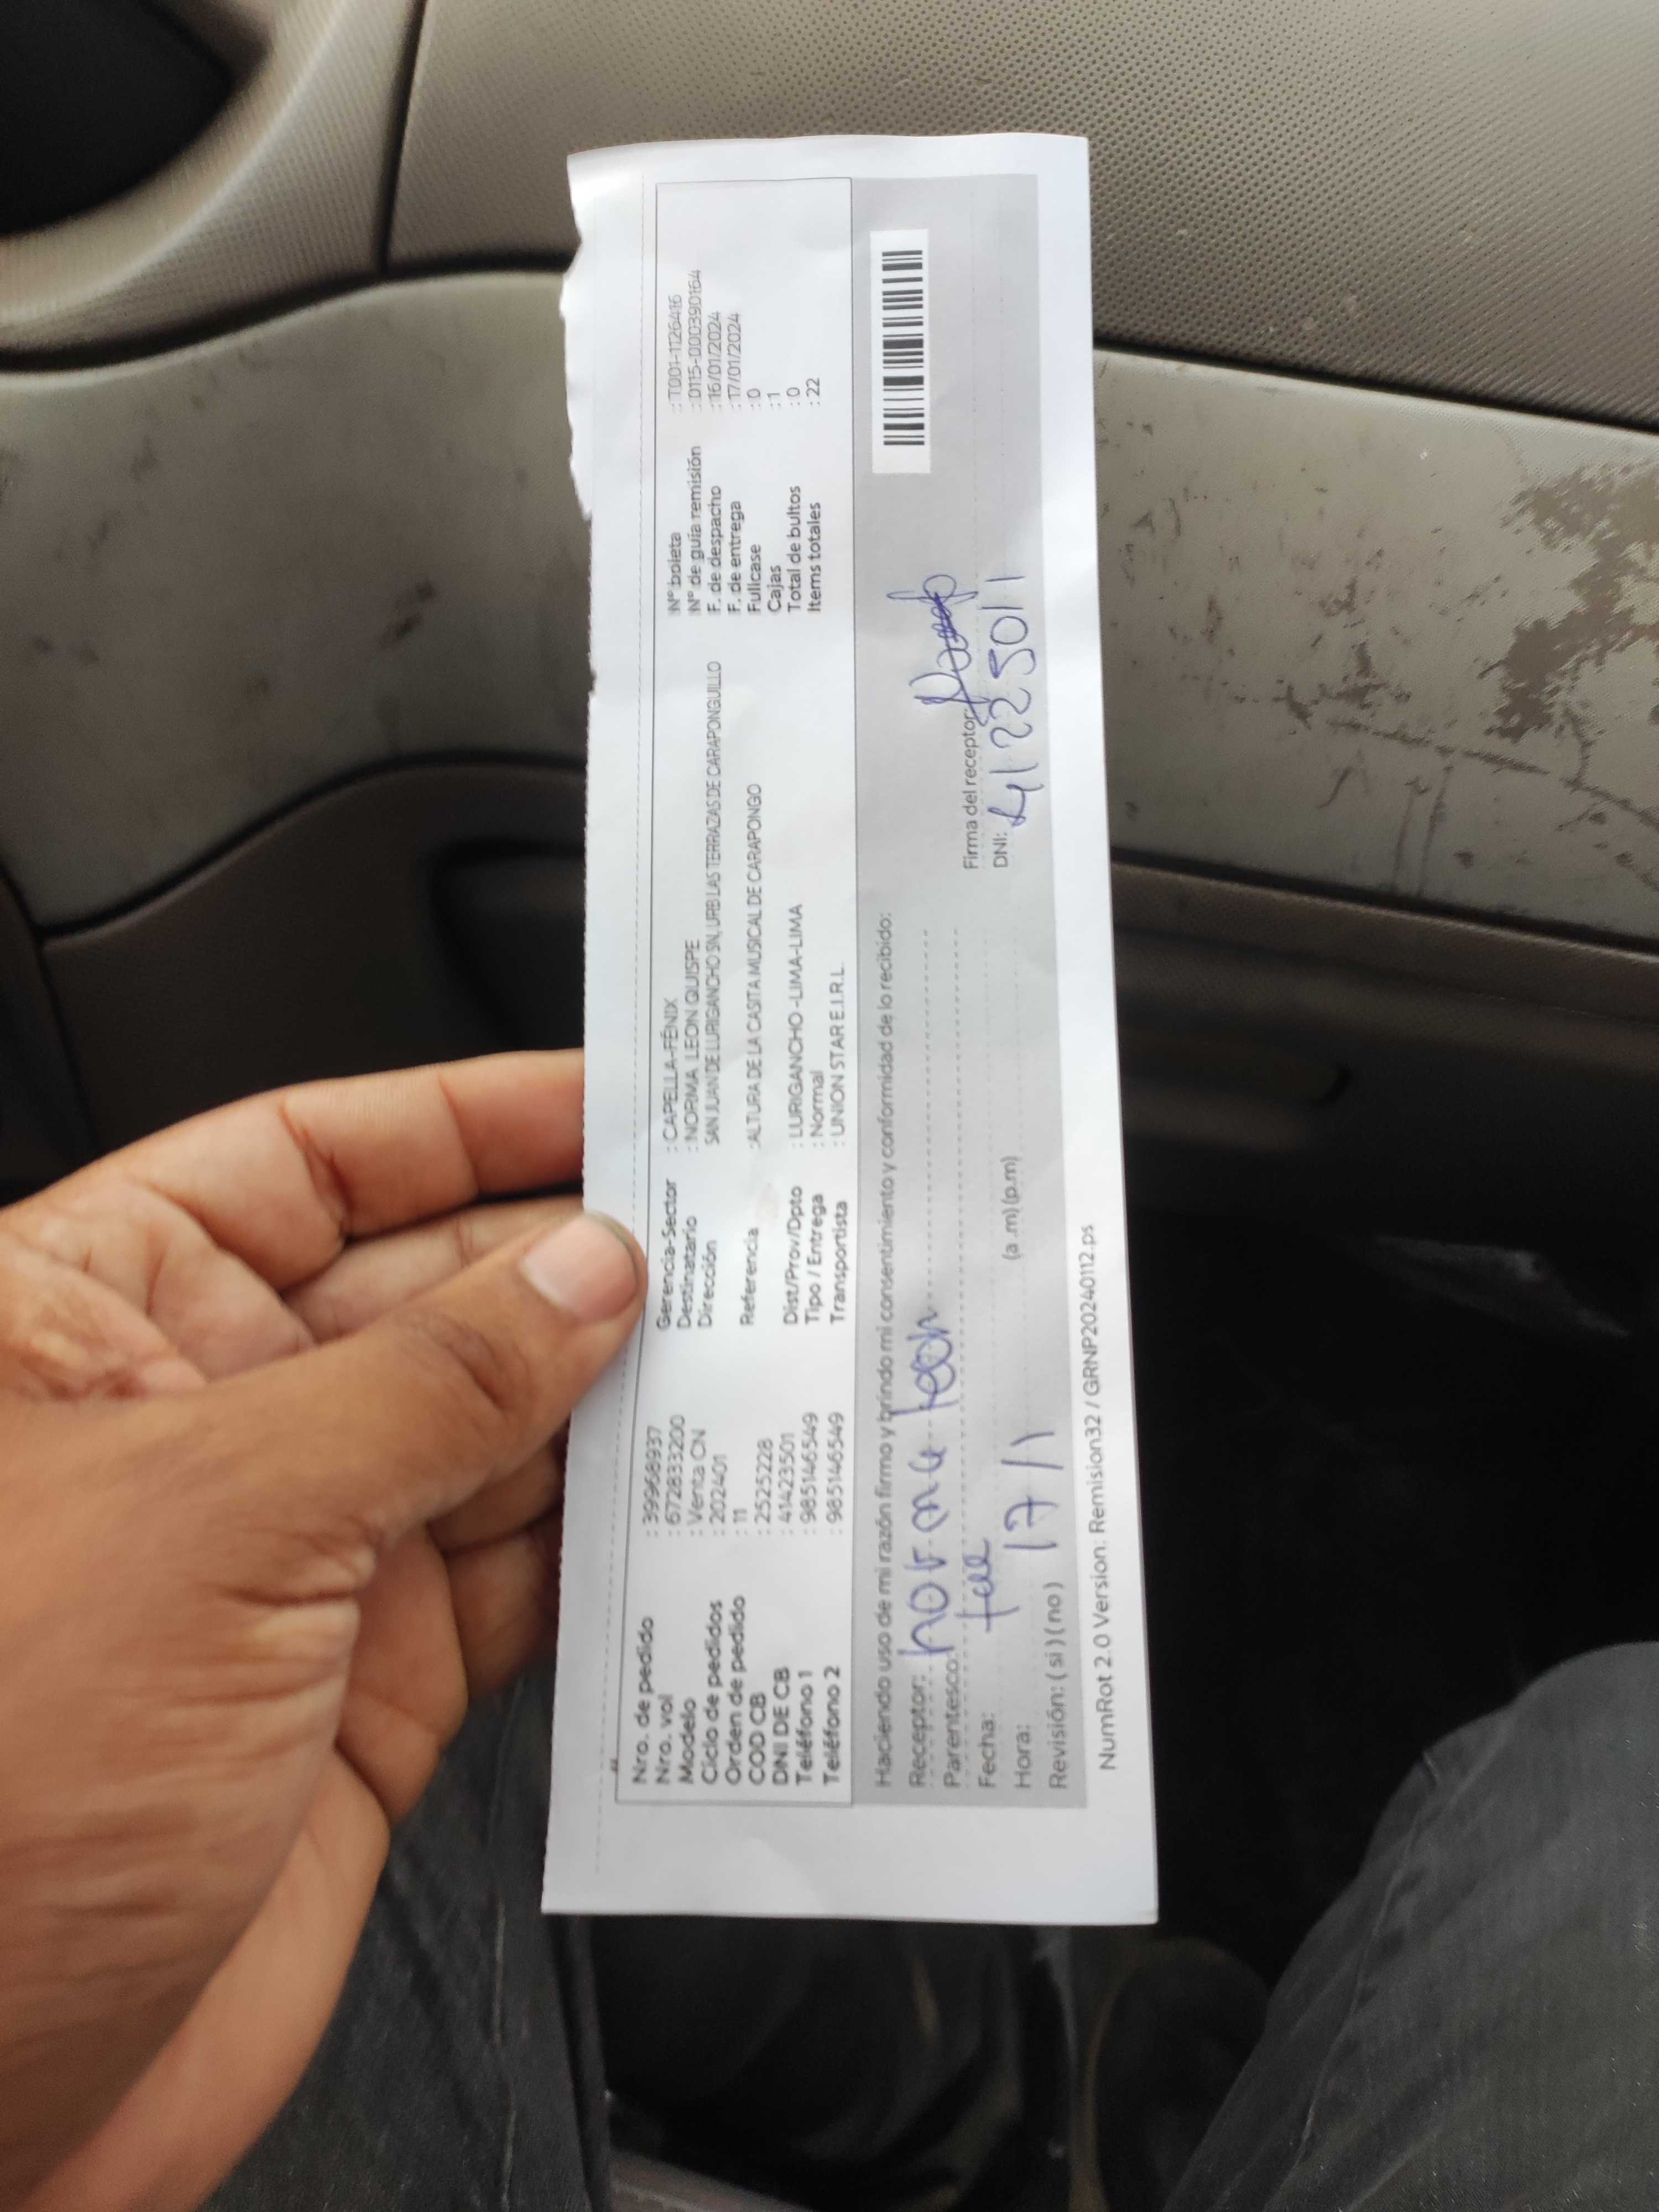 Nro. de pedido : 39968937
Nro. vol : 6728333200
Modelo : Venta CN
Ciclo de pedidos : 202401
Orden de pedido : 11
COD CB : 2525228
DNI DE CB : 41423501
Teléfono 1 : 985146549
Teléfono 2 : 985146549
Gerencia-Sector : CAPELLA-FÉNIX
Destinatario : NORMA LEON QUISPE
Dirección SAN JUAN DE LURIGANCHO SN, URB.LAS TERRAZAS DE CARAPONGUILLO
Referencia :ALTURA DE LA CASITA MUSICAL DE CARAPONGO
Dist/Prov/Dpto : LURIGANCHO -LIMA-LIMA
Tipo / Entrega : Normal
Transportista : UNION STAR E.I.R.L.
N° boleta : T001-1126416
N° de guía remisión : 0115-000390164
F. de despacho : 16/01/2024
F. de entrega : 17/01/2024
Fullcase : 0
Cajas : 1
Total de bultos : 0
Items totales : 22
Haciendo uso de mi razón firmo y brindo mi consentimiento y conformidad de lo recibido:
Receptor: norma leon
Parentesco:
Fecha:
Hora: 17/1 (a .m) (p.m)
Revisión: ( si ) ( no )
Firma del receptor:
DNI: 41225011
NumRot 2.0 Version: Remision32 / GRNP20240112.ps